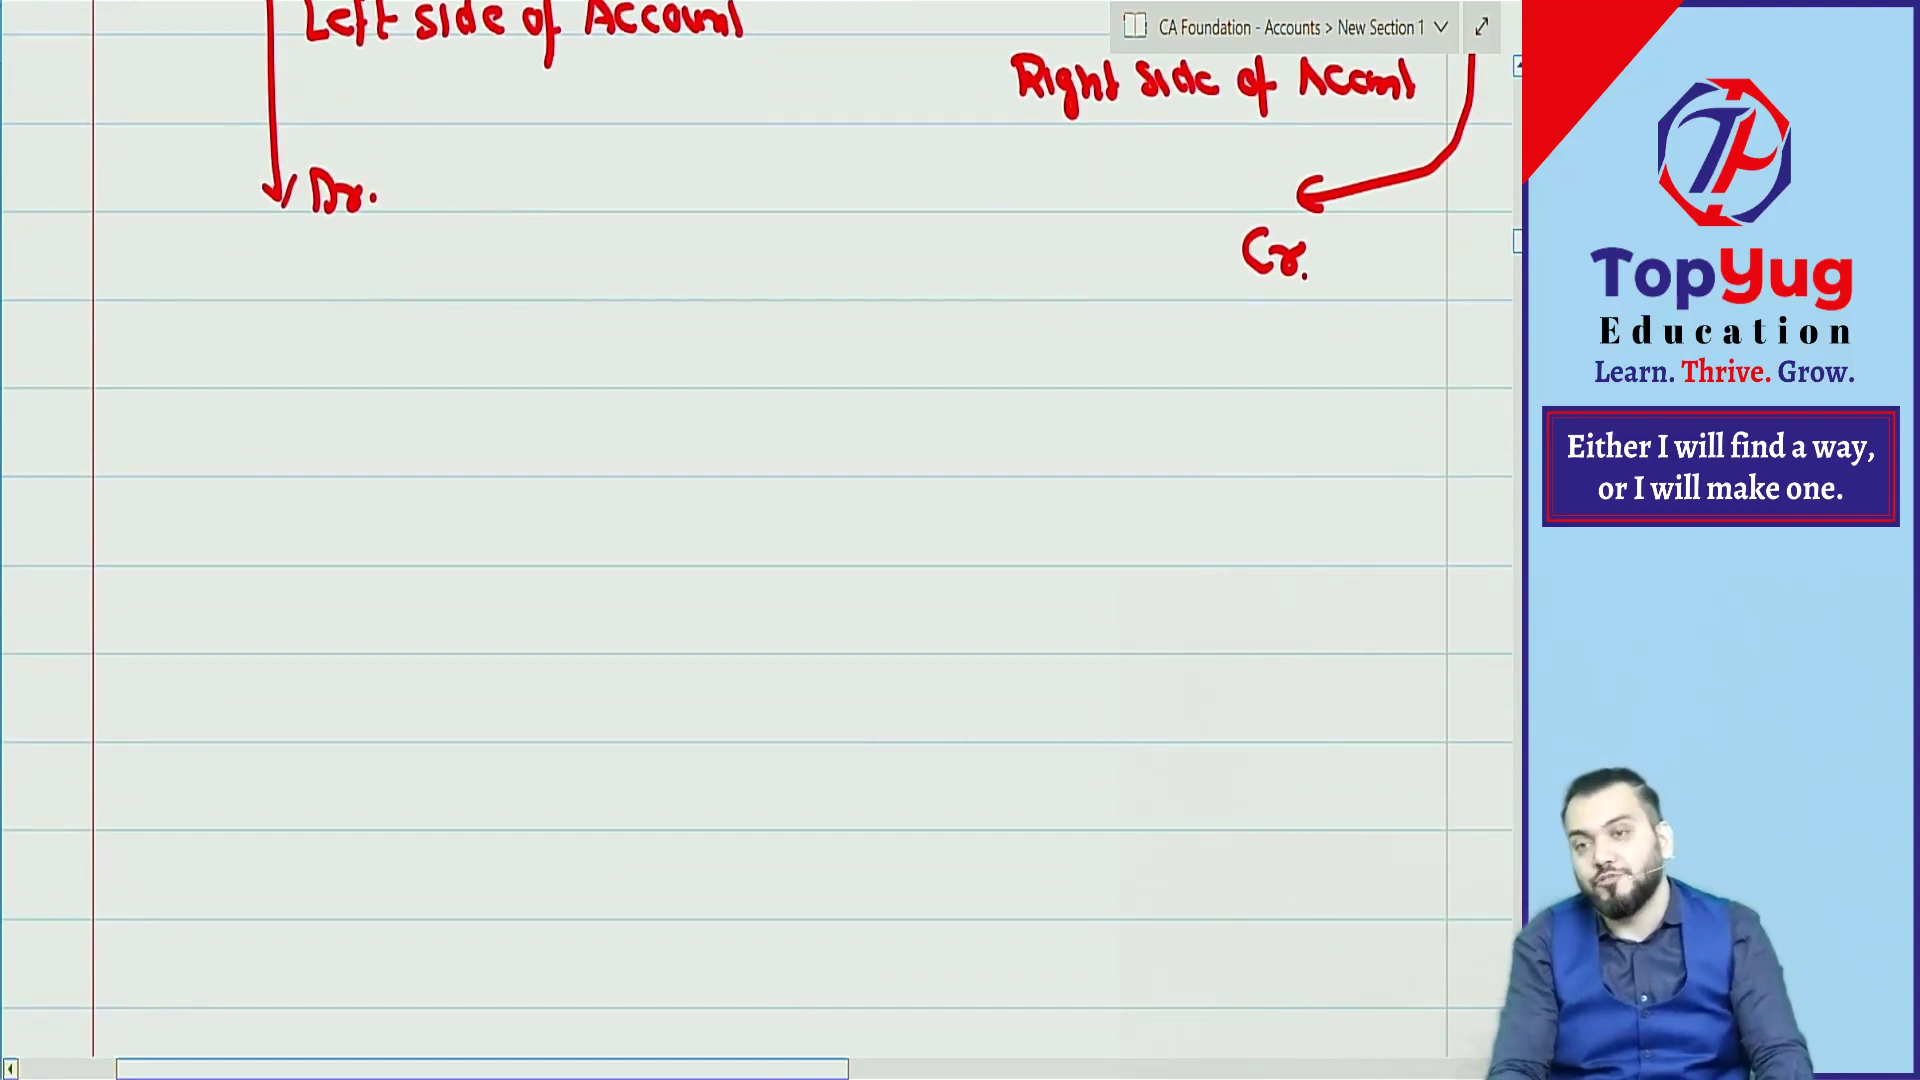 Left side of Account
CA Foundation - Accounts > New Section 1
Right side of Account
Dr.
Cr.
TopYug
Education
Learn. Thrive. Grow.
Either I will find a way,
or I will make one.